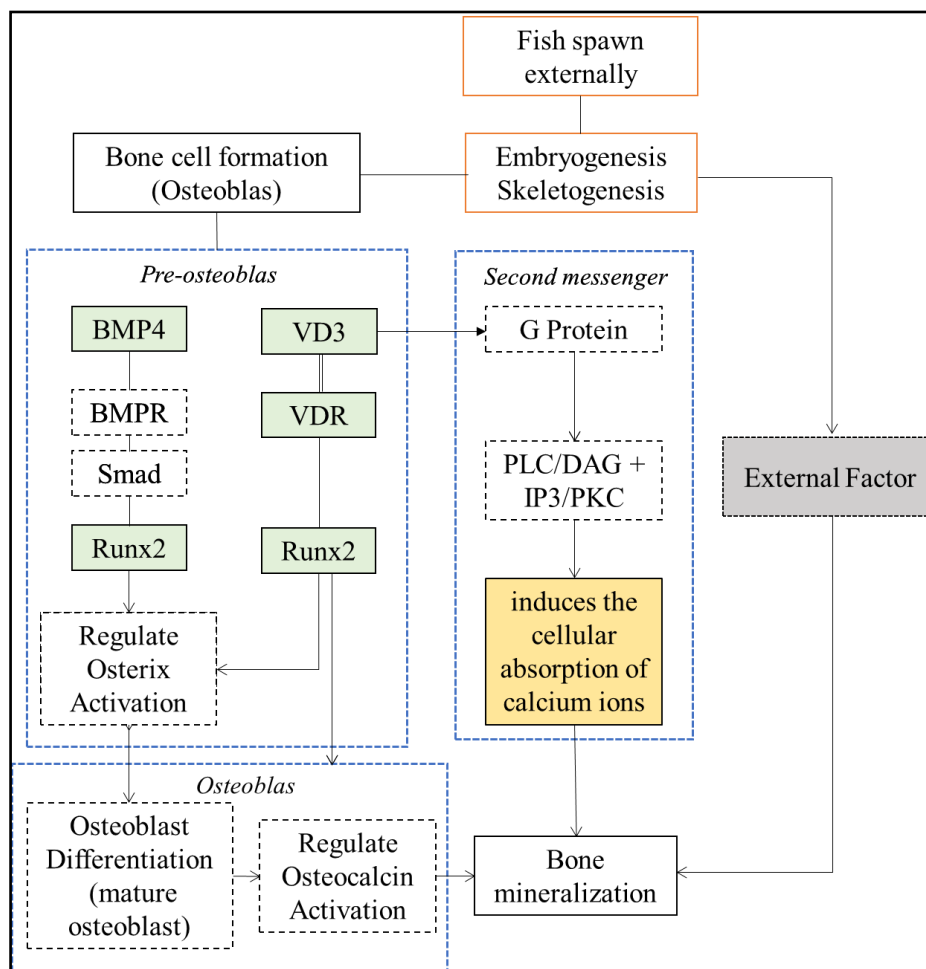 Fish spawn
externally
Bone cell formation
(Osteoblas)
Embryogenesis
Skeletogenesis
Pre-osteoblas
BMP4
BMPR
Smad
Runx2
Regulate
Osterix
Activation
VD3
VDR
Runx2
Second messenger
G Protein
PLC/DAG +
IP3/PKC
induces the
cellular
absorption of
calcium ions
External Factor
Osteoblas
Osteoblast
Differentiation
(mature
osteoblast)
Regulate
Osteocalcin
Activation
Bone
mineralization